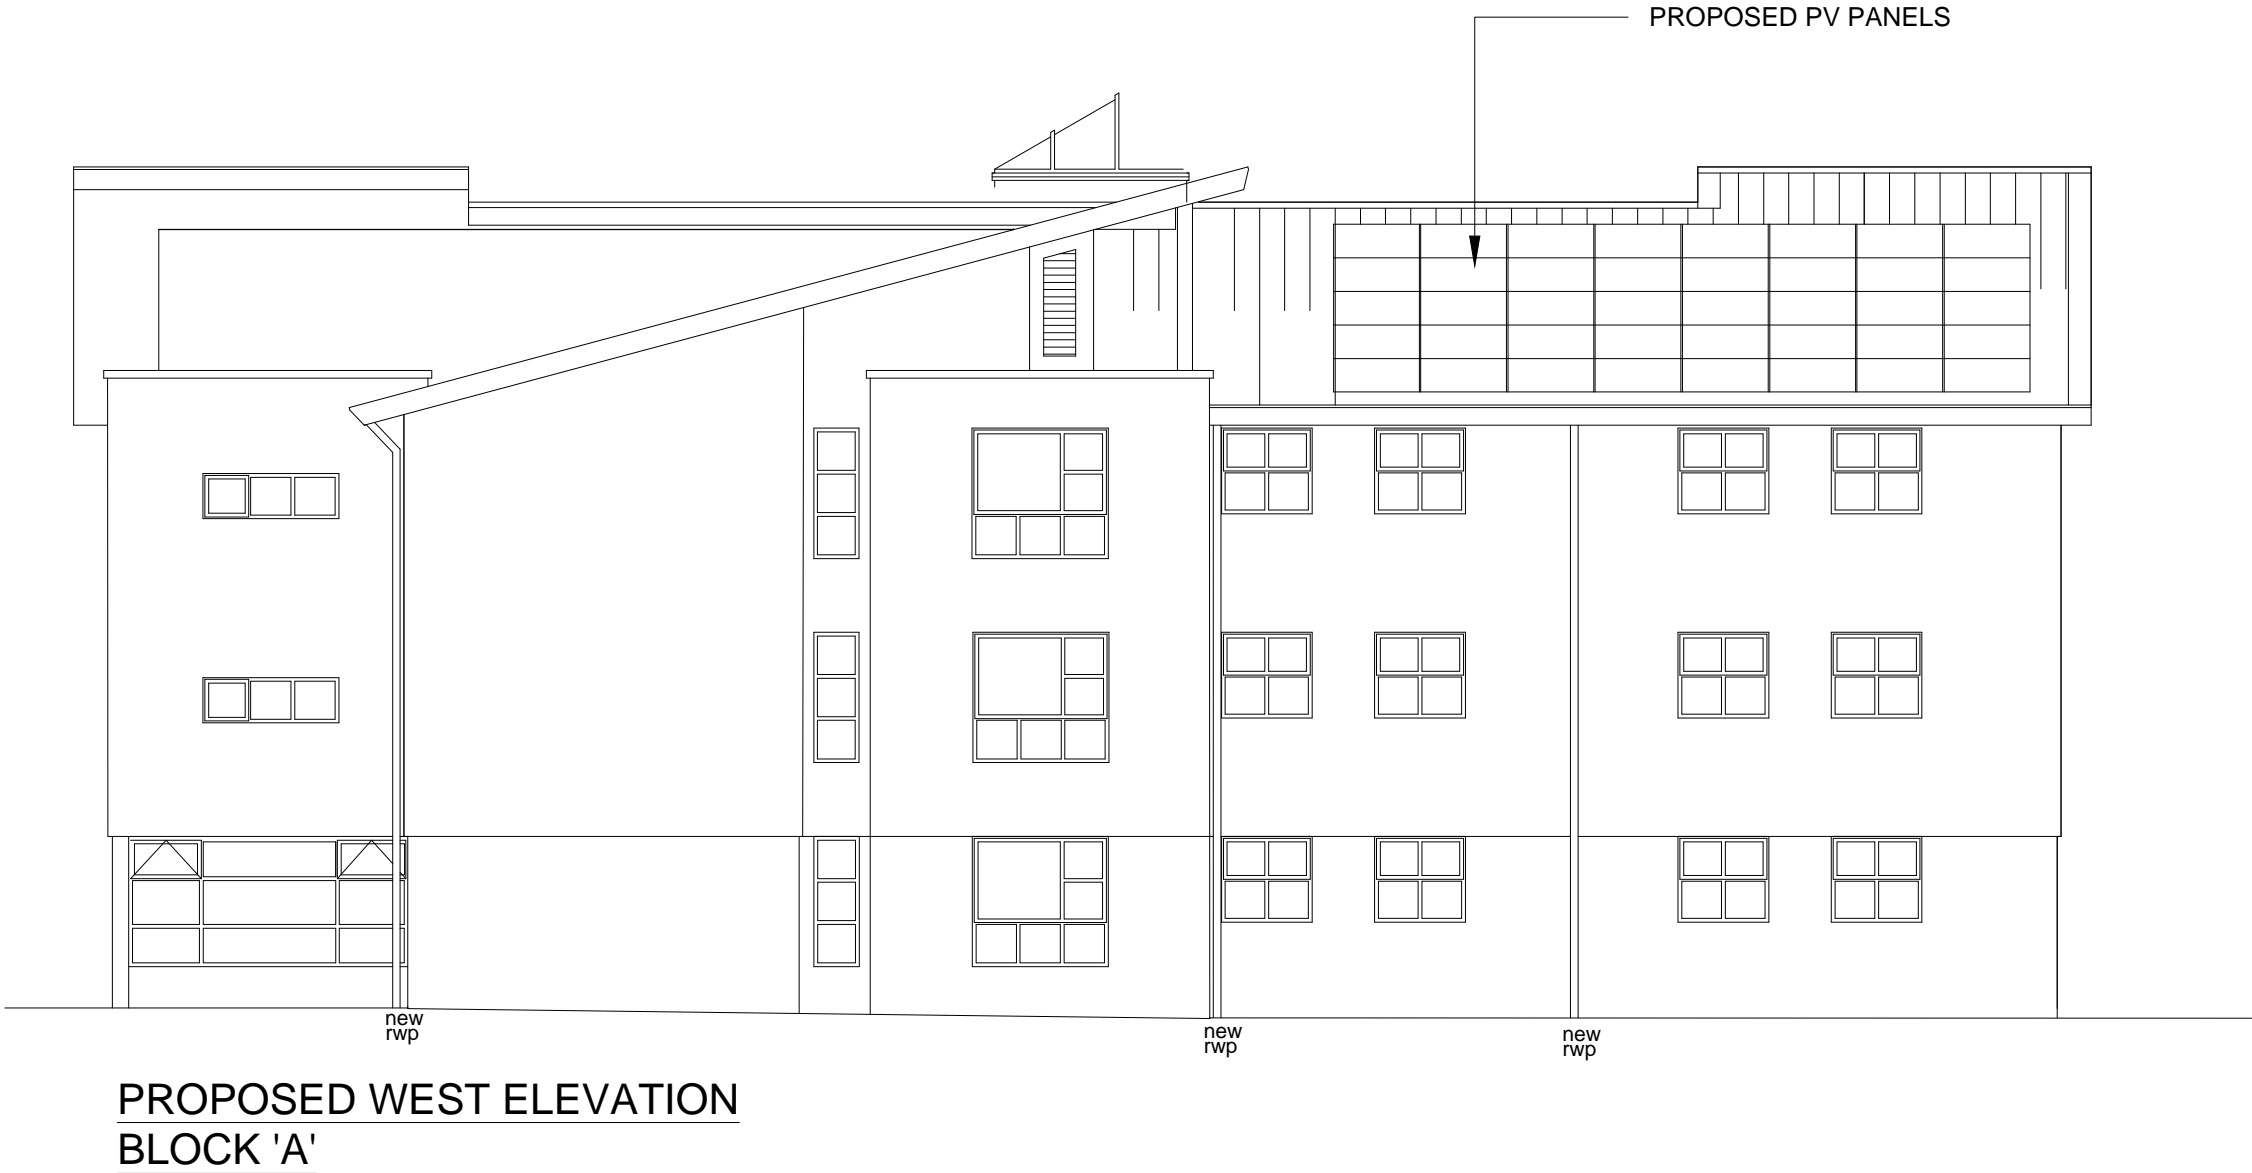 PROPOSED PV PANELS
new
rwp
new
rwp
new
rwp
PROPOSED WEST ELEVATION
BLOCK 'A'